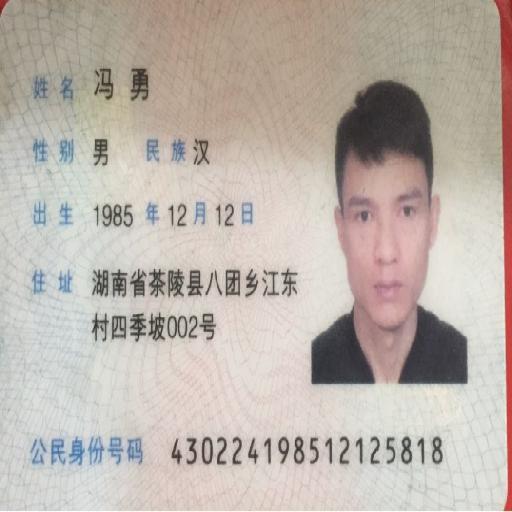 姓名 冯勇
性别 男 民族 汉
出生 1985 年 12 月 12 日
住址 湖南省茶陵县八团乡江东
村四季坡002号
公民身份号码 430224198512125818